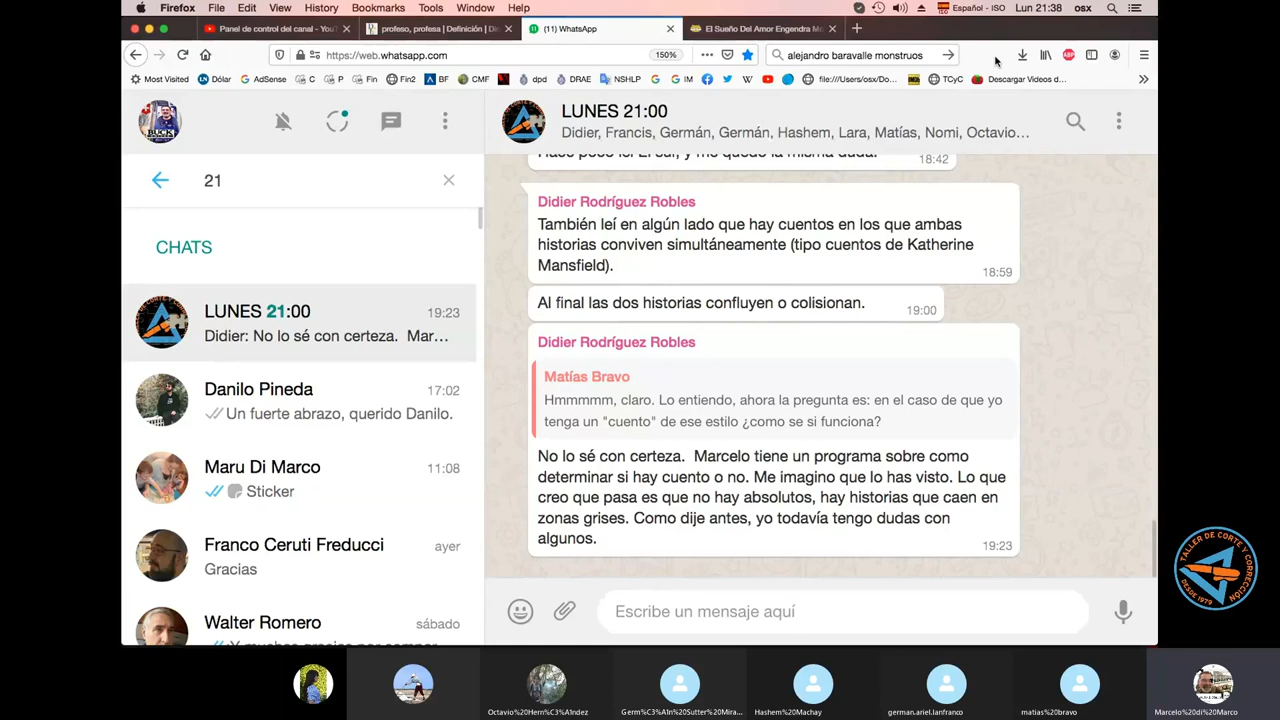 Firefox File Edit View History Bookmarks Tools Window Help
Español - ISO Lun 21:38 osx
Panel de control del canal - You
profeso, profesa | Definición | Di
(11) WhatsApp
El Sueño Del Amor Engendra Mo
https://web.whatsapp.com
150%
alejandro baravalle monstruos
Most Visited Dólar AdSense C P Fin Fin2 BF CMF dpd DRAE NSHLP G IM W file:///Users/osx/Do... TCyC Descargar Videos d...
ABP
BUCK
LUNES 21:00
Didier, Francis, Germán, Germán, Hashem, Lara, Matías, Nomi, Octavio...
21
CHATS
LUNES 21:00 19:23
Didier: No lo sé con certeza. Mar...
Danilo Pineda 17:02
Un fuerte abrazo, querido Danilo.
Maru Di Marco 11:08
Sticker
Franco Ceruti Freducci ayer
Gracias
Walter Romero sábado
18:42
Didier Rodríguez Robles
También leí en algún lado que hay cuentos en los que ambas
historias conviven simultáneamente (tipo cuentos de Katherine
Mansfield).
18:59
Al final las dos historias confluyen o colisionan.
19:00
Didier Rodríguez Robles
Matías Bravo
Hmmmmm, claro. Lo entiendo, ahora la pregunta es: en el caso de que yo
tenga un "cuento" de ese estilo ¿como se si funciona?
No lo sé con certeza. Marcelo tiene un programa sobre como
determinar si hay cuento o no. Me imagino que lo has visto. Lo que
creo que pasa es que no hay absolutos, hay historias que caen en
zonas grises. Como dije antes, yo todavía tengo dudas con
algunos.
19:23
Escribe un mensaje aquí
TALLER DE CORTE Y CORRECCIÓN
DESDE 1979
Octavio%20Hern%C3%A1ndez
Germ%C3%A1n%20Sutter%20Mira...
Hashem%20Machay
german.ariel.lanfranco
matias%20bravo
Marcelo%20di%20Marco